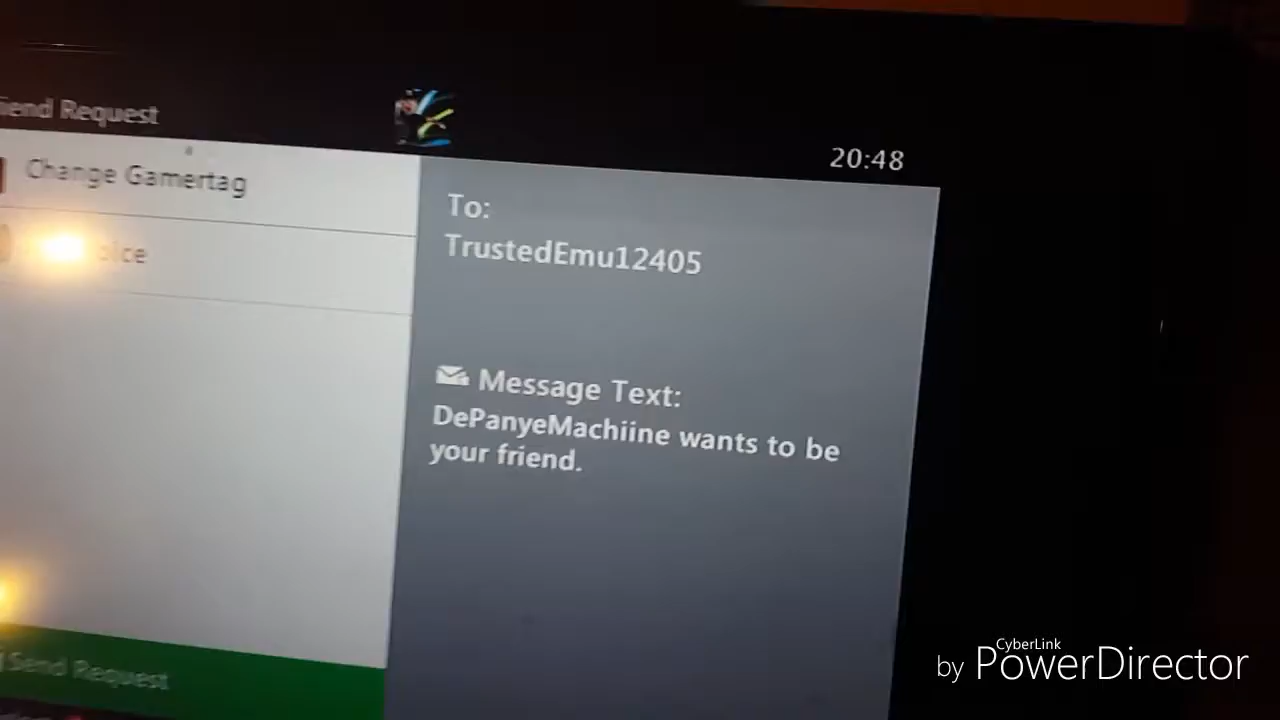 Friend Request
20:48
Change Gamertag
To:
TrustedEmu12405
Message Text:
DePanyeMachiine wants to be
your friend.
Send Request
CyberLink
by PowerDirector